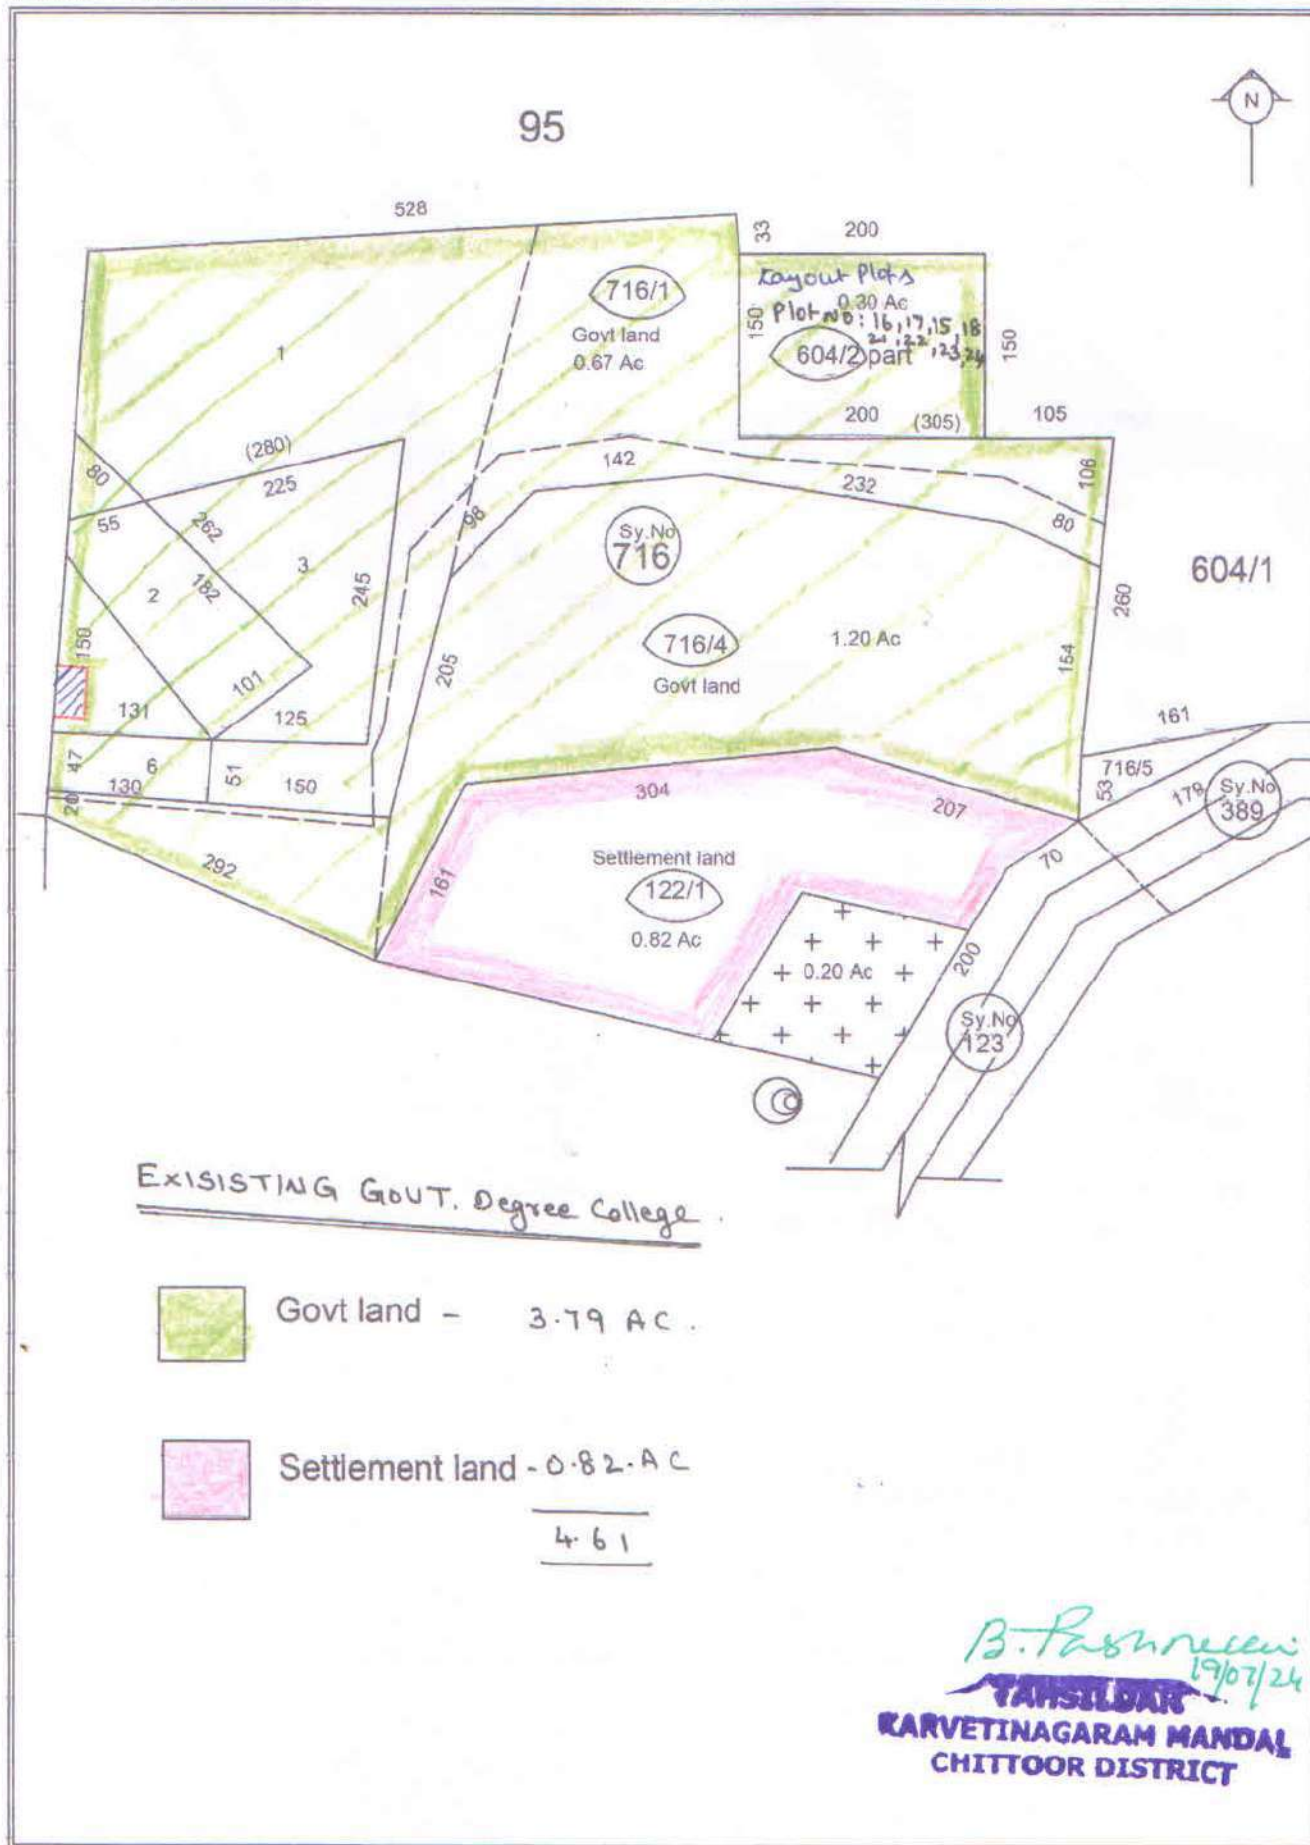 N
95
528
33
200
Layout Plots
0.30 Ac
Plot NO: 16, 17, 15, 18
21, 22, 23, 24
604/2 part
150
150
716/1
Govt land
0.67 Ac
1
200
(305)
105
(280)
225
80
55
262
142
232
106
80
98
Sy.No
716
604/1
3
2
182
245
260
150
716/4
1.20 Ac
154
Govt land
205
101
131
125
161
47
6
51
716/5
130
150
20
53
179
Sy.No
389
304
207
292
Settlement land
70
161
122/1
0.82 Ac
0.20 Ac
200
Sy.No
123
EXISISTING GOVT. Degree College.
Govt land - 3.79 AC.
Settlement land - 0.82.AC
4.61
19/07/24
TAHSILDAR
KARVETINAGARAM MANDAL
CHITTOOR DISTRICT